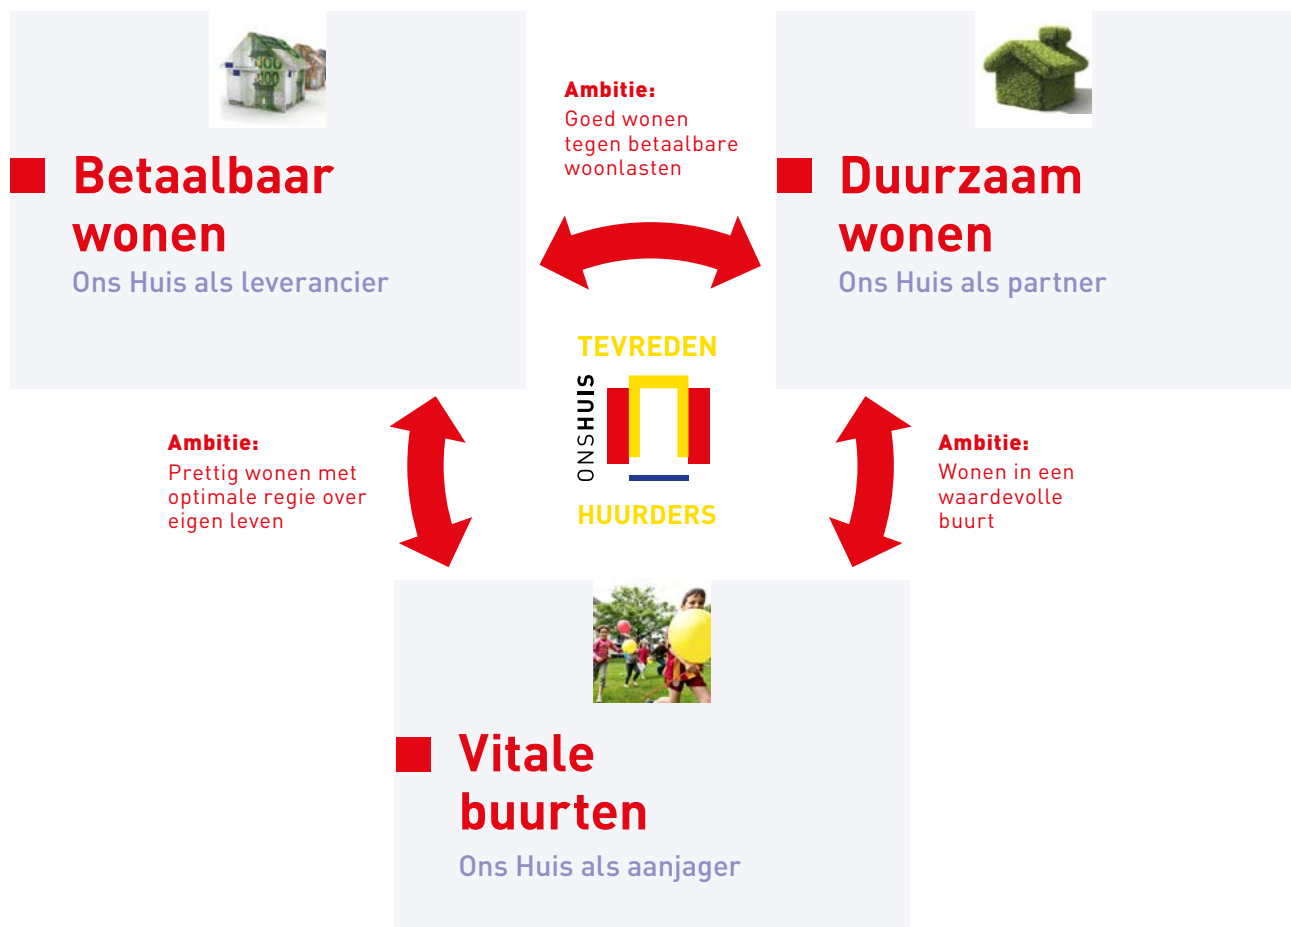 Betaalbaar
wonen
Ons Huis als leverancier
Ambitie:
Goed wonen
tegen betaalbare
woonlasten
Duurzaam
wonen
Ons Huis als partner
TEVREDEN
ONSHUIS
HUURDERS
Ambitie:
Prettig wonen met
optimale regie over
eigen leven
Ambitie:
Wonen in een
waardevolle
buurt
Vitale
buurten
Ons Huis als aanjager